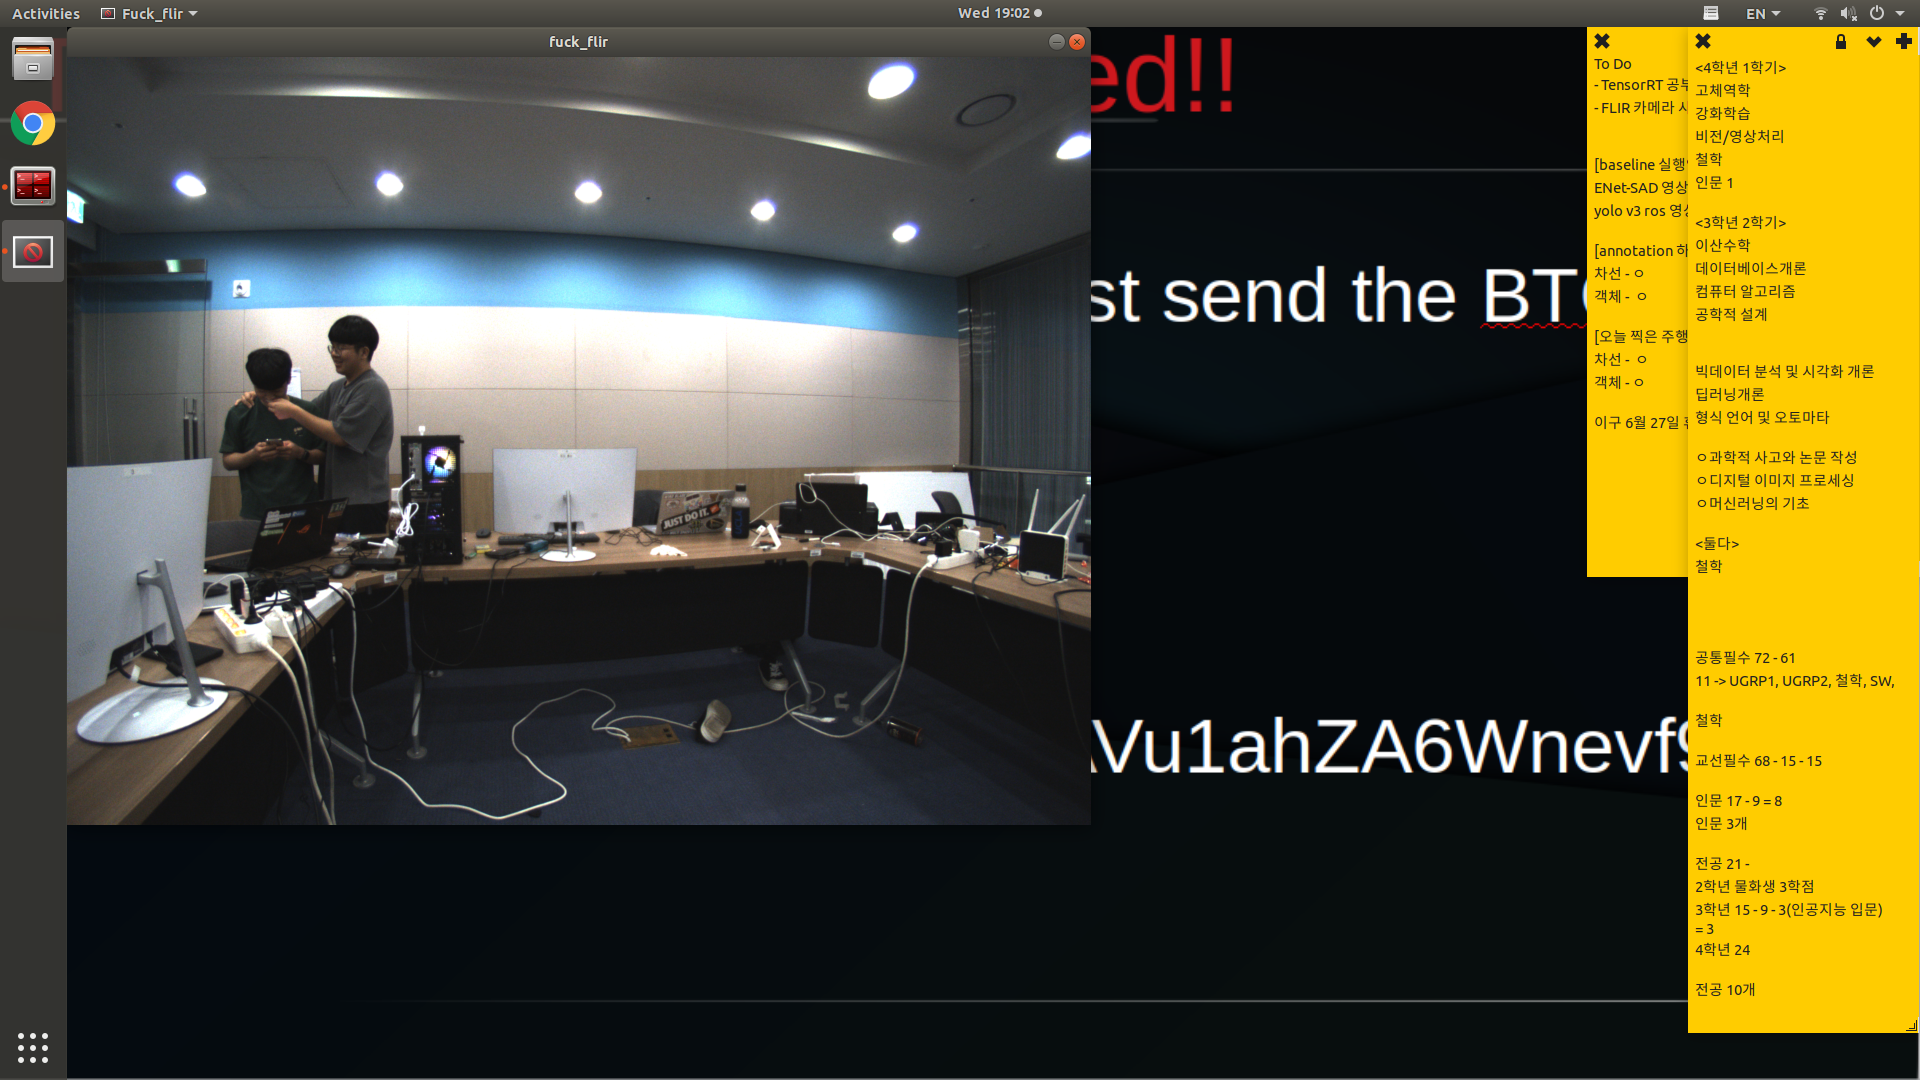 Activities
Fuck_flir
Wed 19:02
EN
fuck_flir
ed!!
st send the BT
Vu1ahZA6Wnevf
JUST DO IT.
To Do
- TensorRT 공부
- FLIR 카메라
[baseline 실행
ENet-SAD 영상
yolo v3 ros 영상
[annotation 하
차선 - ㅇ
객체 - ㅇ
[오늘 찍은 주행
차선 - ㅇ
객체 - ㅇ
이구 6월 27일
<4학년 1학기>
고체역학
강화학습
비전/영상처리
철학
인문 1
<3학년 2학기>
이산수학
데이터베이스개론
컴퓨터 알고리즘
공학적 설계
빅데이터 분석 및 시각화 개론
딥러닝개론
형식 언어 및 오토마타
ㅇ과학적 사고와 논문 작성
ㅇ디지털 이미지 프로세싱
ㅇ머신러닝의 기초
<둘다>
철학
공통필수 72 - 61
11 -> UGRP1, UGRP2, 철학, SW,
철학
교선필수 68 - 15 - 15
인문 17 - 9 = 8
인문 3개
전공 21 -
2학년 물화생 3학점
3학년 15 - 9 - 3(인공지능 입문)
= 3
4학년 24
전공 10개